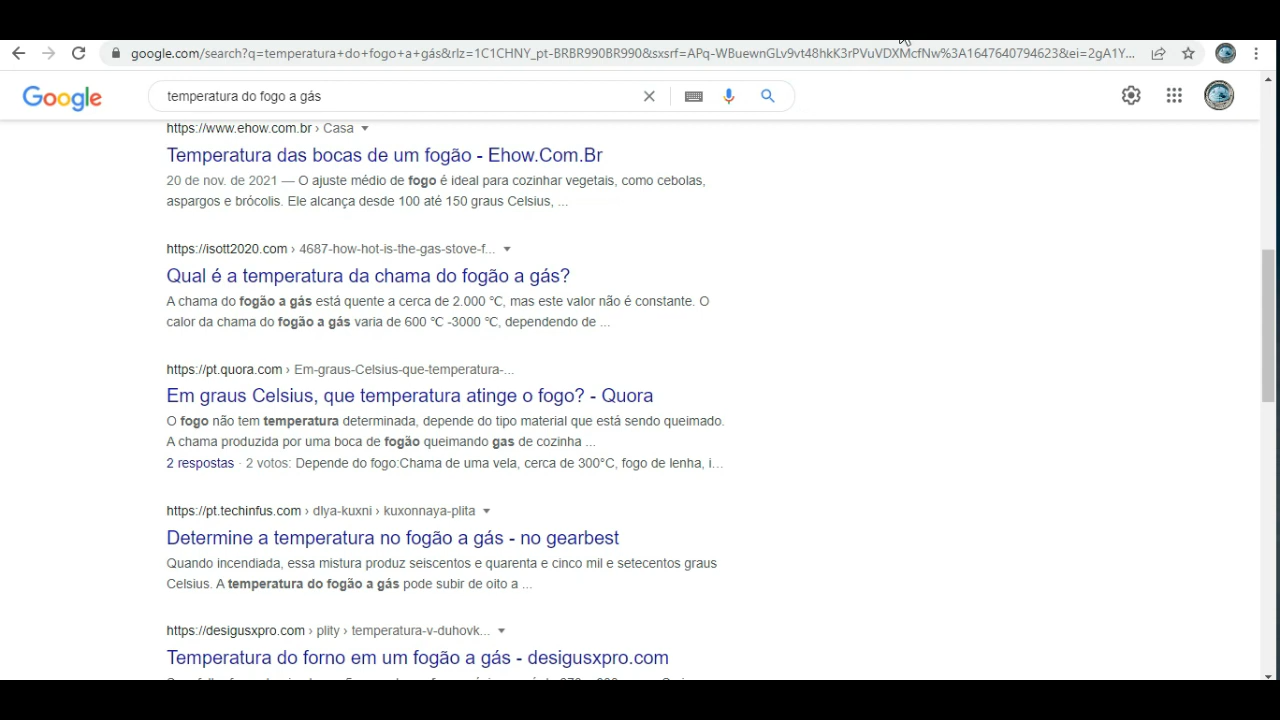 google.com/search?q=temperatura+do+fogo+a+gás&rlz=1C1CHNY_pt-BRBR990BR990&sxsrf=APq-WBuewnGLv9vt48hkK3rPVuVDXMcfNw%3A1647640794623&ei=2gA1Y...
Google
temperatura do fogo a gás
https://www.ehow.com.br › Casa
Temperatura das bocas de um fogão - Ehow.Com.Br
20 de nov. de 2021 — O ajuste médio de fogo é ideal para cozinhar vegetais, como cebolas,
aspargos e brócolis. Ele alcança desde 100 até 150 graus Celsius, ...
https://isott2020.com › 4687-how-hot-is-the-gas-stove-f...
Qual é a temperatura da chama do fogão a gás?
A chama do fogão a gás está quente a cerca de 2.000 ℃, mas este valor não é constante. O
calor da chama do fogão a gás varia de 600 ℃ -3000 ℃, dependendo de ...
https://pt.quora.com › Em-graus-Celsius-que-temperatura-...
Em graus Celsius, que temperatura atinge o fogo? - Quora
O fogo não tem temperatura determinada, depende do tipo material que está sendo queimado.
A chama produzida por uma boca de fogão queimando gas de cozinha ...
2 respostas · 2 votos: Depende do fogo:Chama de uma vela, cerca de 300°C, fogo de lenha, i...
https://pt.techinfus.com › dlya-kuxni › kuxonnaya-plita
Determine a temperatura no fogão a gás - no gearbest
Quando incendiada, essa mistura produz seiscentos e quarenta e cinco mil e setecentos graus
Celsius. A temperatura do fogão a gás pode subir de oito a ...
https://desigusxpro.com › plity › temperatura-v-duhovk...
Temperatura do forno em um fogão a gás - desigusxpro.com